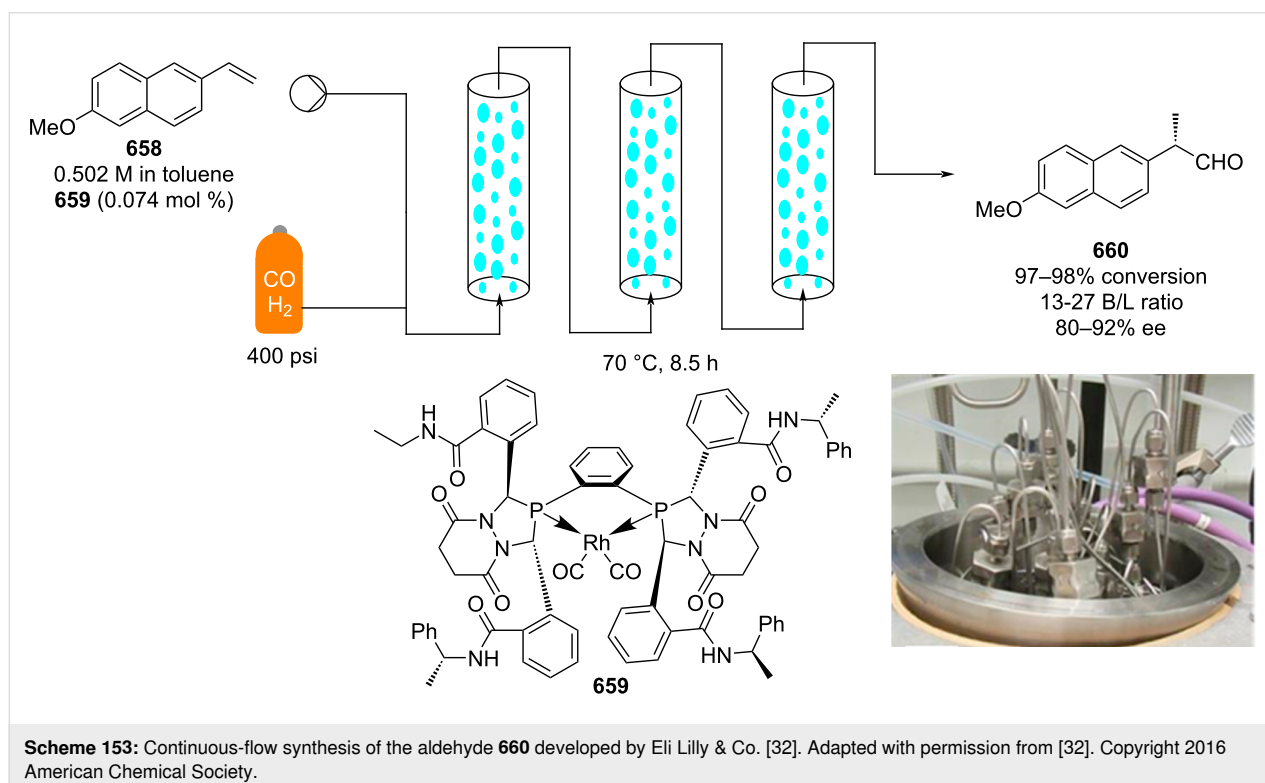 MeO
658
0.502 M in toluene
659 (0.074 mol %)
CO
H2
400 psi
70 °C, 8.5 h
CHO
MeO
660
97–98% conversion
13-27 B/L ratio
80–92% ee
H
N
O
HN
Ph
O
O
N
N
O
P
P
Rh
OC
CO
O
N
N
O
Ph
O
NH
O
HN
Ph
659
Scheme 153: Continuous-flow synthesis of the aldehyde 660 developed by Eli Lilly & Co. [32]. Adapted with permission from [32]. Copyright 2016
American Chemical Society.